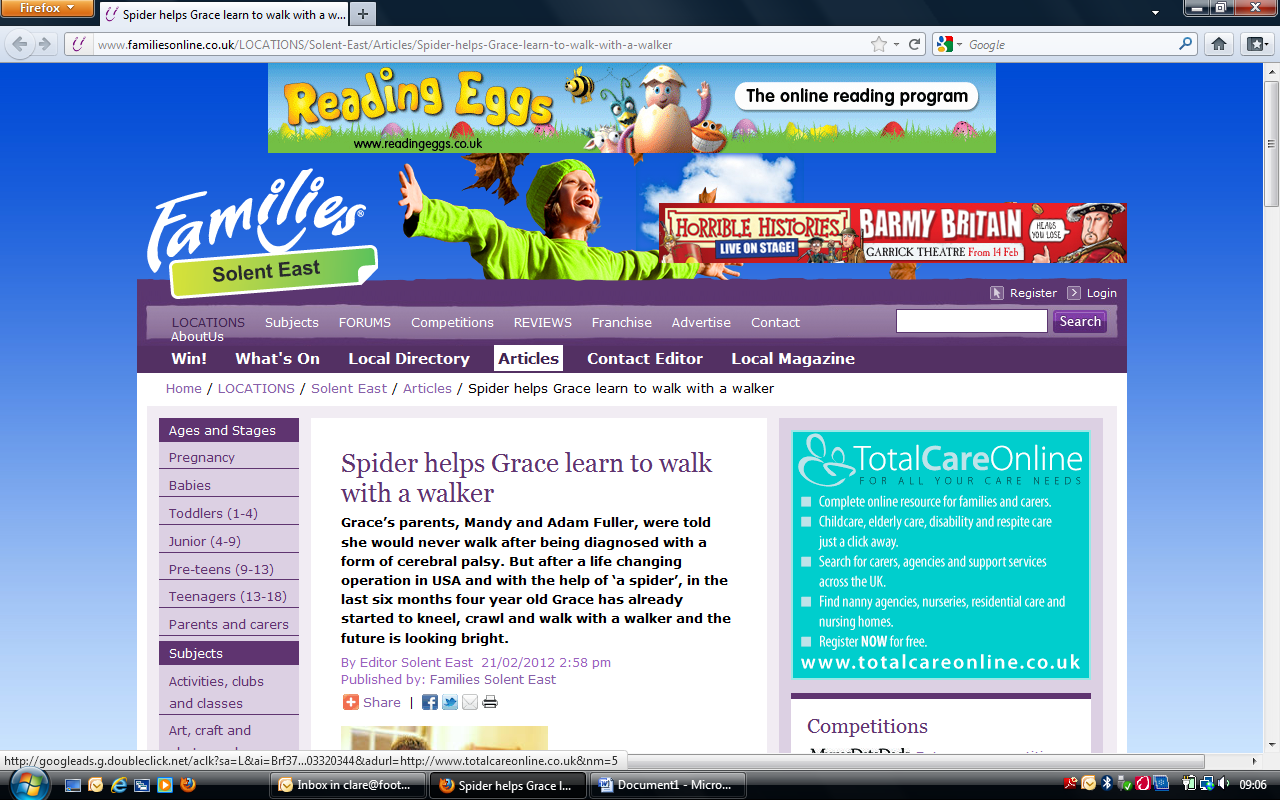 Firefox
Spider helps Grace learn to walk with a w...
www.familiesonline.co.uk/LOCATIONS/Solent-East/Articles/Spider-helps-Grace-learn-to-walk-with-a-walker
Google
Reading Eggs
www.readingeggs.co.uk
The online reading program
Families®
Solent East
HORRIBLE HISTORIES
LIVE ON STAGE!
BARMY BRITAIN
GARRICK THEATRE From 14 Feb
HEADS YOU LOSE
Register
Login
LOCATIONS Subjects FORUMS Competitions REVIEWS Franchise Advertise Contact
AboutUs
Search
Win! What's On Local Directory Articles Contact Editor Local Magazine
Home / LOCATIONS / Solent East / Articles / Spider helps Grace learn to walk with a walker
Ages and Stages
Pregnancy
Babies
Toddlers (1-4)
Junior (4-9)
Pre-teens (9-13)
Teenagers (13-18)
Parents and carers
Subjects
Activities, clubs
and classes
Art, craft and
Spider helps Grace learn to walk
with a walker
Grace's parents, Mandy and Adam Fuller, were told
she would never walk after being diagnosed with a
form of cerebral palsy. But after a life changing
operation in USA and with the help of 'a spider', in the
last six months four year old Grace has already
started to kneel, crawl and walk with a walker and the
future is looking bright.
By Editor Solent East 21/02/2012 2:58 pm
Published by: Families Solent East
Share |
TotalCareOnline
FOR ALL YOUR CARE NEEDS
Complete online resource for families and carers.
Childcare, elderly care, disability and respite care
just a click away.
Search for carers, agencies and support services
across the UK.
Find nanny agencies, nurseries, residential care and
nursing homes.
Register NOW for free.
www.totalcareonline.co.uk
Competitions
http://googleads.g.doubleclick.net/aclk?sa=L&ai=Brf37...03320344&adurl=http://www.totalcareonline.co.uk&nm=5
Inbox in clare@foot...
Spider helps Grace l...
Document1 - Micro...
09:06